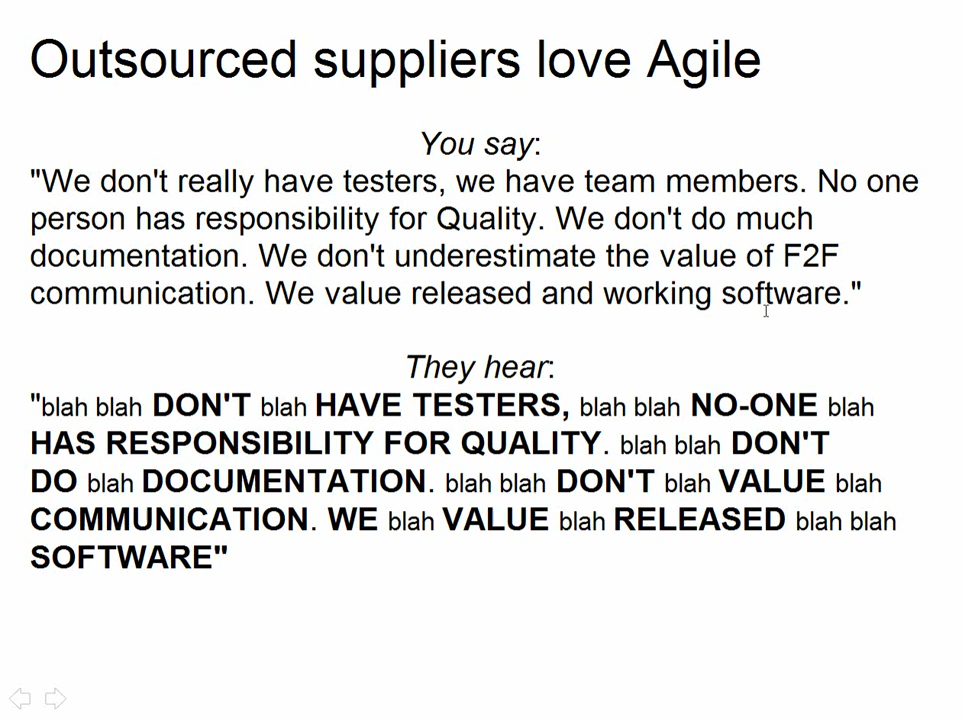 Outsourced suppliers love Agile
You say:
"We don't really have testers, we have team members. No one
person has responsibility for Quality. We don't do much
documentation. We don't underestimate the value of F2F
communication. We value released and working software."
They hear:
"blah blah DON'T blah HAVE TESTERS, blah blah NO-ONE blah
HAS RESPONSIBILITY FOR QUALITY. blah blah DON'T
DO blah DOCUMENTATION. blah blah DON'T blah VALUE blah
COMMUNICATION. WE blah VALUE blah RELEASED blah blah
SOFTWARE"